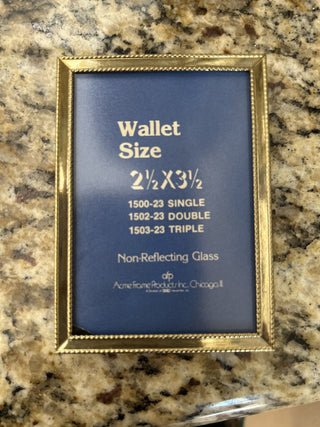 Wallet
Size
2½X3½
1500-23 SINGLE
1502-23 DOUBLE
1503-23 TRIPLE
Non-Reflecting Glass
afp
Acme Frame Products Inc. Chicago, Il